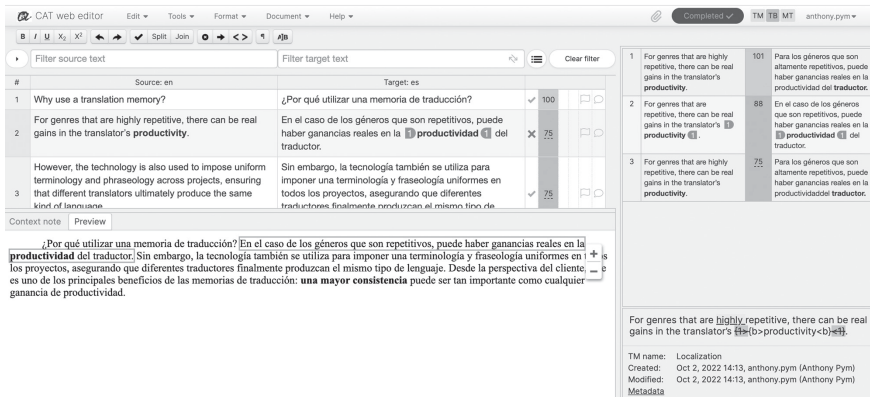 CAT web editor Edit Tools Format Document Help Completed ✓ TM TB MT anthony.pym
B I U X₂ X² Split Join < > ¶ A]B
Filter source text Filter target text Clear filter
# Source: en Target: es
1 Why use a translation memory? ¿Por qué utilizar una memoria de traducción? 100
2 For genres that are highly repetitive, there can be real En el caso de los géneros que son repetitivos, puede
gains in the translator's productivity. haber ganancias reales en la 1 productividad 1 del 75
traductor.
However, the technology is also used to impose uniform Sin embargo, la tecnología también se utiliza para
terminology and phraseology across projects, ensuring imponer una terminología y fraseología uniformes en
3 that different translators ultimately produce the same todos los proyectos, asegurando que diferentes 75
kind of language. traductores finalmente produzcan el mismo tipo de
Context note Preview
¿Por qué utilizar una memoria de traducción? En el caso de los géneros que son repetitivos, puede haber ganancias reales en la
productividad del traductor. Sin embargo, la tecnología también se utiliza para imponer una terminología y fraseología uniformes en
los proyectos, asegurando que diferentes traductores finalmente produzcan el mismo tipo de lenguaje. Desde la perspectiva del cliente,
es uno de los principales beneficios de las memorias de traducción: una mayor consistencia puede ser tan importante como cualquier
ganancia de productividad.
+
−
1 For genres that are highly 101 Para los géneros que son
repetitive, there can be real altamente repetitivos, puede
gains in the translator's haber ganancias reales en la
productivity. productividad del traductor.
2 For genres that are 88 En el caso de los géneros
repetitive, there can be real que son repetitivos, puede
gains in the translator's 1 haber ganancias reales en la
productivity 1 . 1 productividad 1 del
traductor.
3 For genres that are highly 75 Para los géneros que son
repetitive, there can be real altamente repetitivos, puede
gains in the translator's haber ganancias reales en la
productivity. productividaddel traductor.
For genres that are highly repetitive, there can be real
gains in the translator's {1>{b>productivity<b}<1}.
TM name: Localization
Created: Oct 2, 2022 14:13, anthony.pym (Anthony Pym)
Modified: Oct 2, 2022 14:13, anthony.pym (Anthony Pym)
Metadata